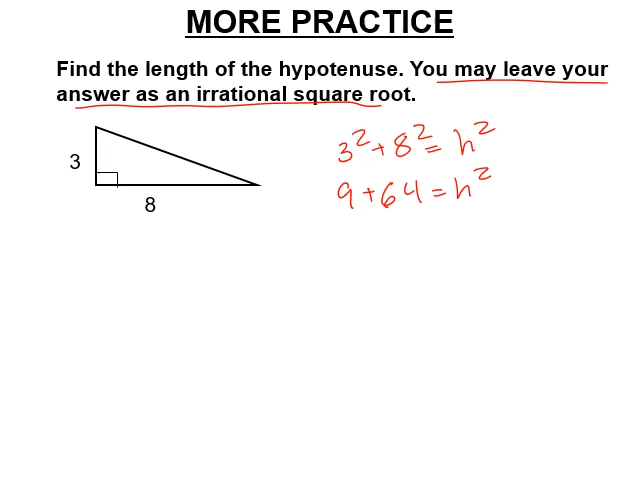 MORE PRACTICE
Find the length of the hypotenuse. You may leave your
answer as an irrational square root.
3
8
3² + 8² = h²
9 + 64 = h²